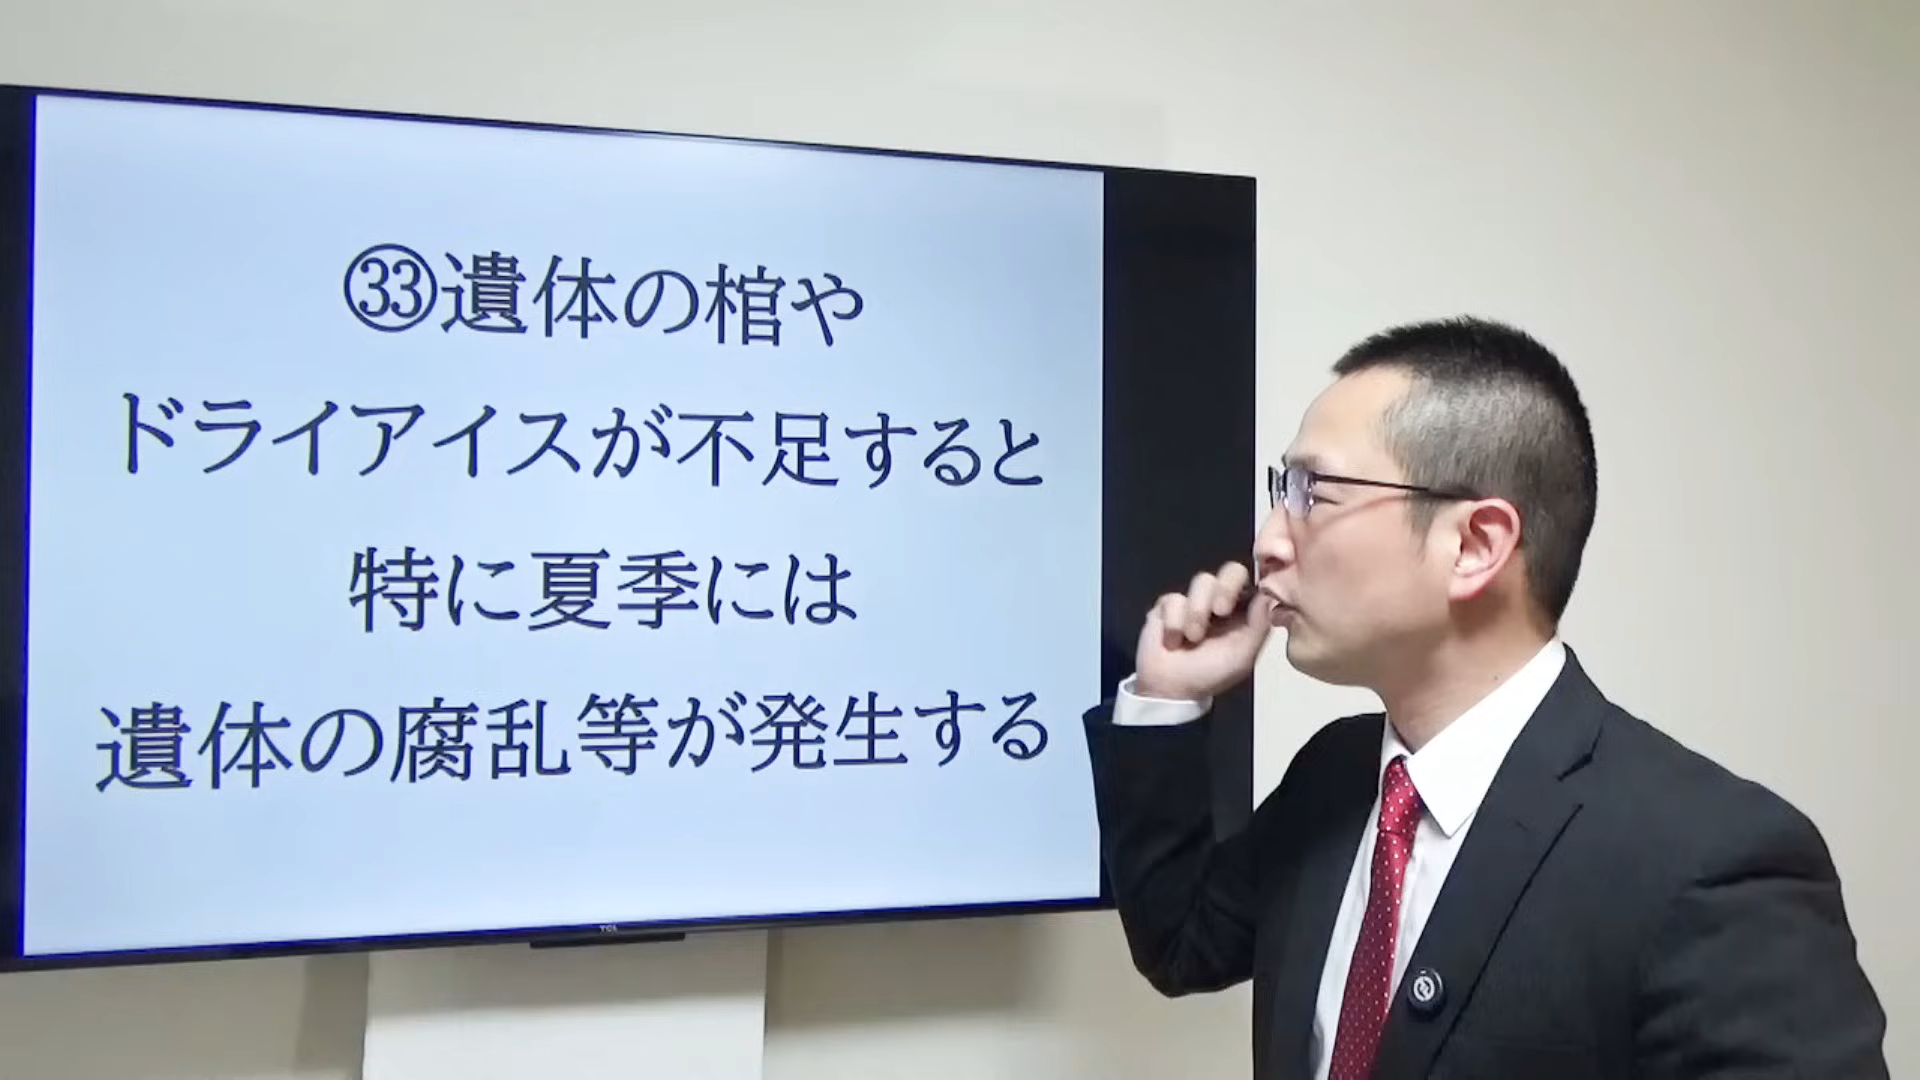 ㉝遺体の棺や
ドライアイスが不足すると
特に夏季には
遺体の腐乱等が発生する
TCL